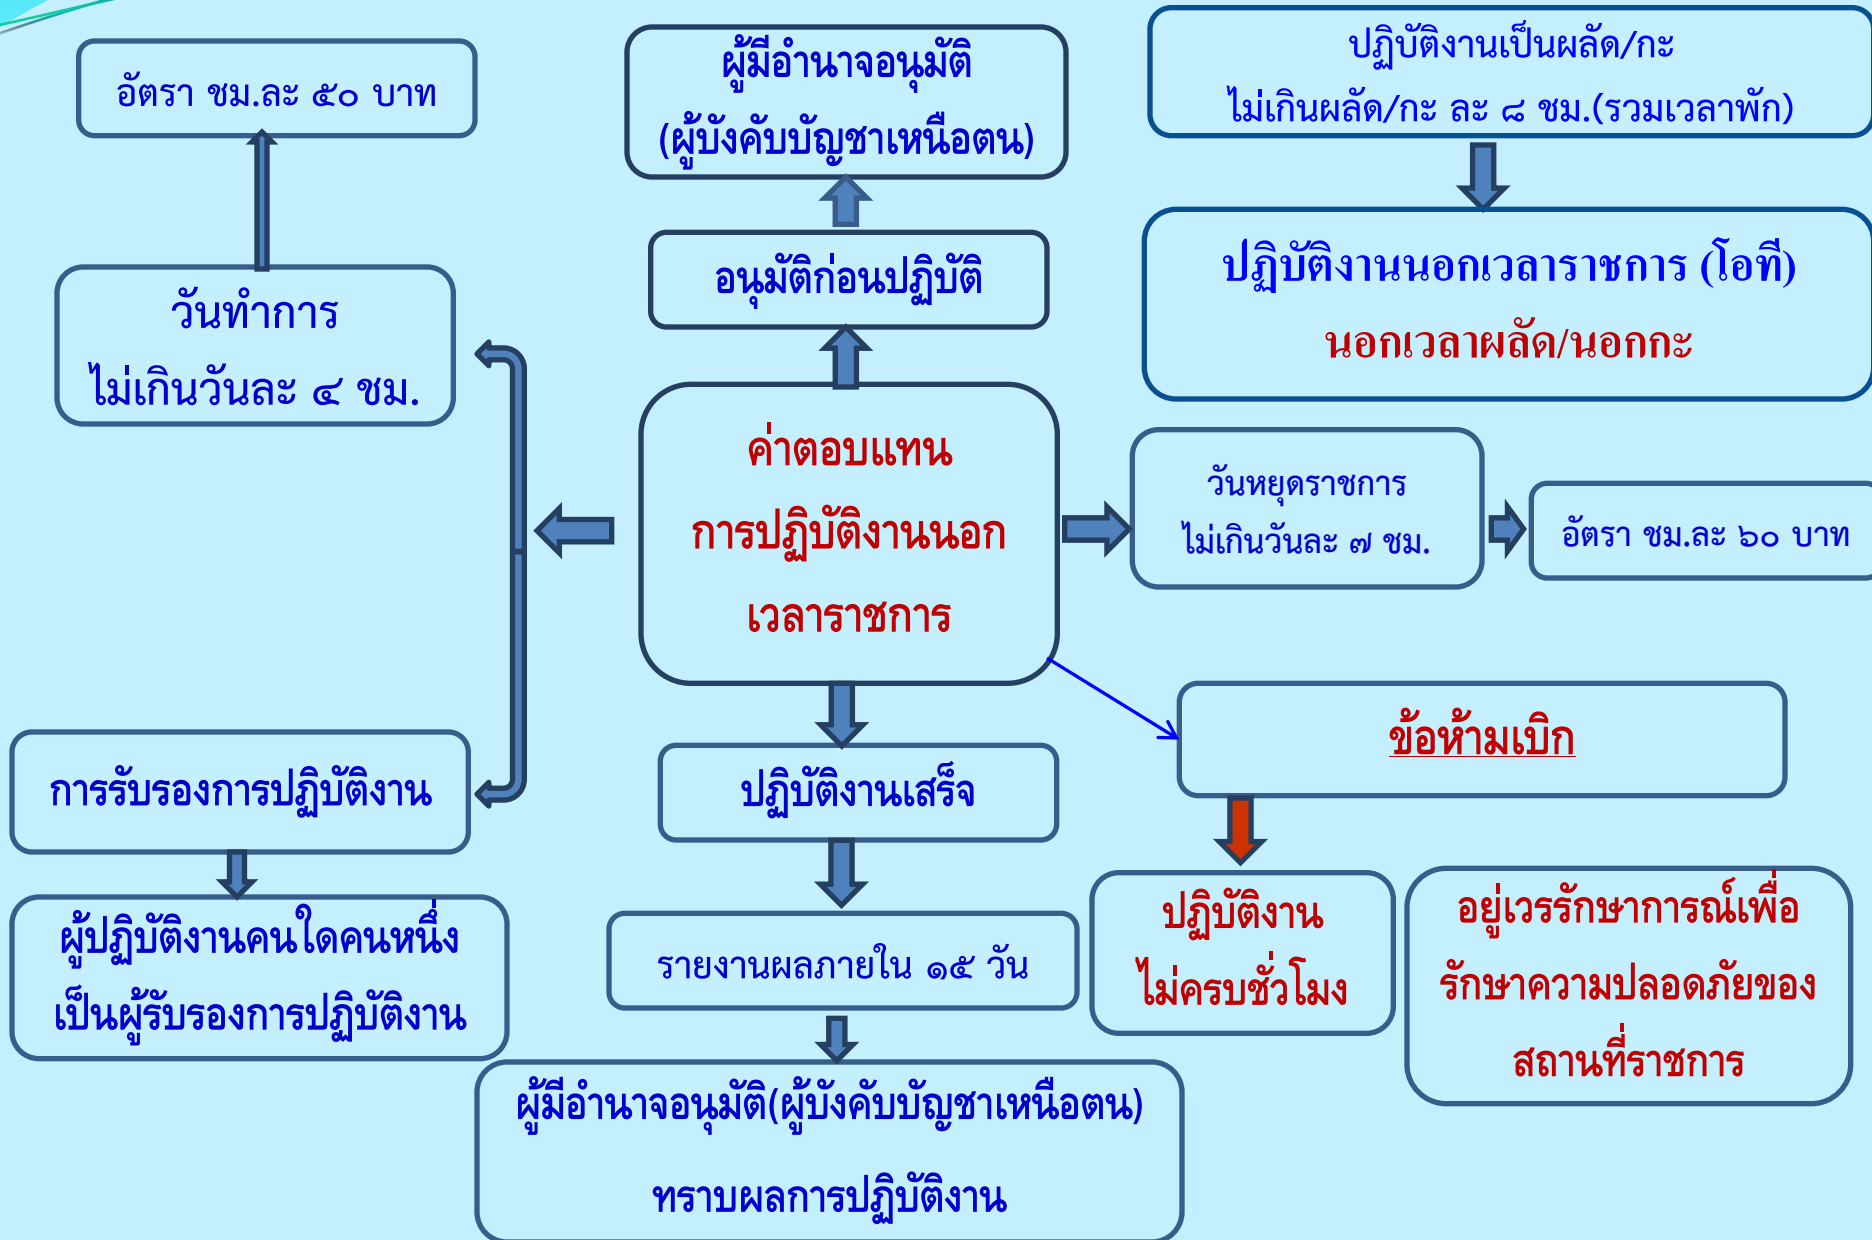 อัตรา ชม.ละ ๕๐ บาท
วันทำการ
ไม่เกินวันละ ๔ ชม.
ผู้มีอำนาจอนุมัติ
(ผู้บังคับบัญชาเหนือตน)
อนุมัติก่อนปฏิบัติ
ปฏิบัติงานเป็นผลัด/กะ
ไม่เกินผลัด/กะ ละ ๘ ชม.(รวมเวลาพัก)
ปฏิบัติงานนอกเวลาราชการ (โอที)
นอกเวลาผลัด/นอกกะ
ค่าตอบแทน
การปฏิบัติงานนอก
เวลาราชการ
วันหยุดราชการ
ไม่เกินวันละ ๗ ชม.
อัตรา ชม.ละ ๖๐ บาท
การรับรองการปฏิบัติงาน
ผู้ปฏิบัติงานคนใดคนหนึ่ง
เป็นผู้รับรองการปฏิบัติงาน
ปฏิบัติงานเสร็จ
รายงานผลภายใน ๑๕ วัน
ผู้มีอำนาจอนุมัติ(ผู้บังคับบัญชาเหนือตน)
ทราบผลการปฏิบัติงาน
ข้อห้ามเบิก
ปฏิบัติงาน
ไม่ครบชั่วโมง
อยู่เวรรักษาการณ์เพื่อ
รักษาความปลอดภัยของ
สถานที่ราชการ